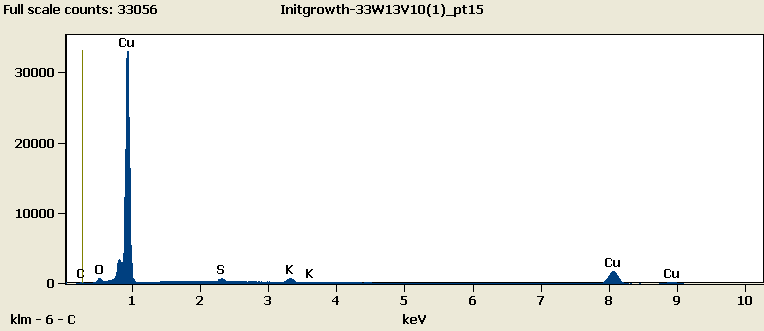 Full scale counts: 33056 Initgrowth-33W13V10(1)_pt15
Cu
30000
20000
10000
0
C O S K K Cu Cu
1 2 3 4 5 6 7 8 9 10
klm - 6 - C keV